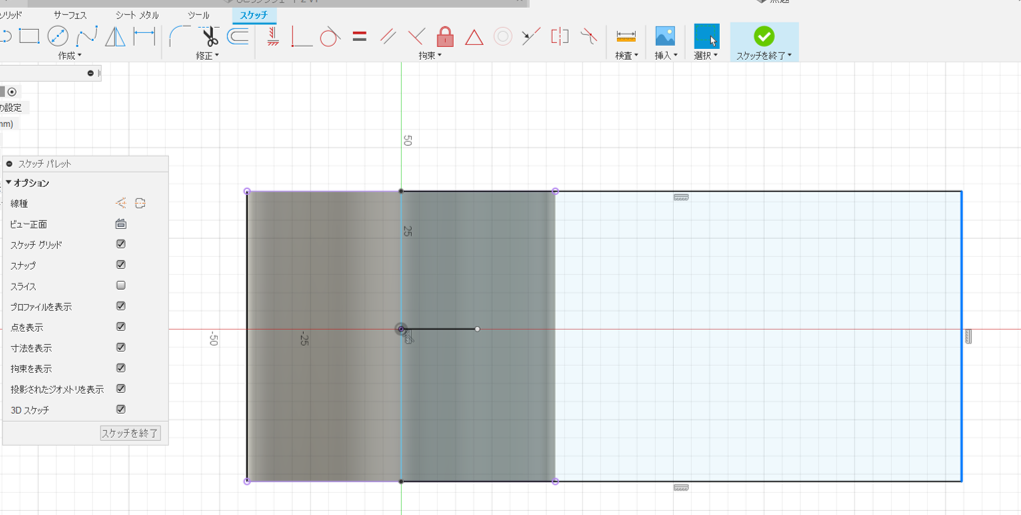 ソリッド サーフェス シート メタル ツール スケッチ
作成▾ 修正▾ 拘束▾ 検査▾ 挿入▾ 選択▾ スケッチを終了▾
の設定
mm)
スケッチ パレット
▼オプション
線種
ビュー正面
スケッチ グリッド
スナップ
スライス
プロファイルを表示
点を表示
寸法を表示
拘束を表示
投影されたジオメトリを表示
3D スケッチ
スケッチを終了
50
25
-50
-25